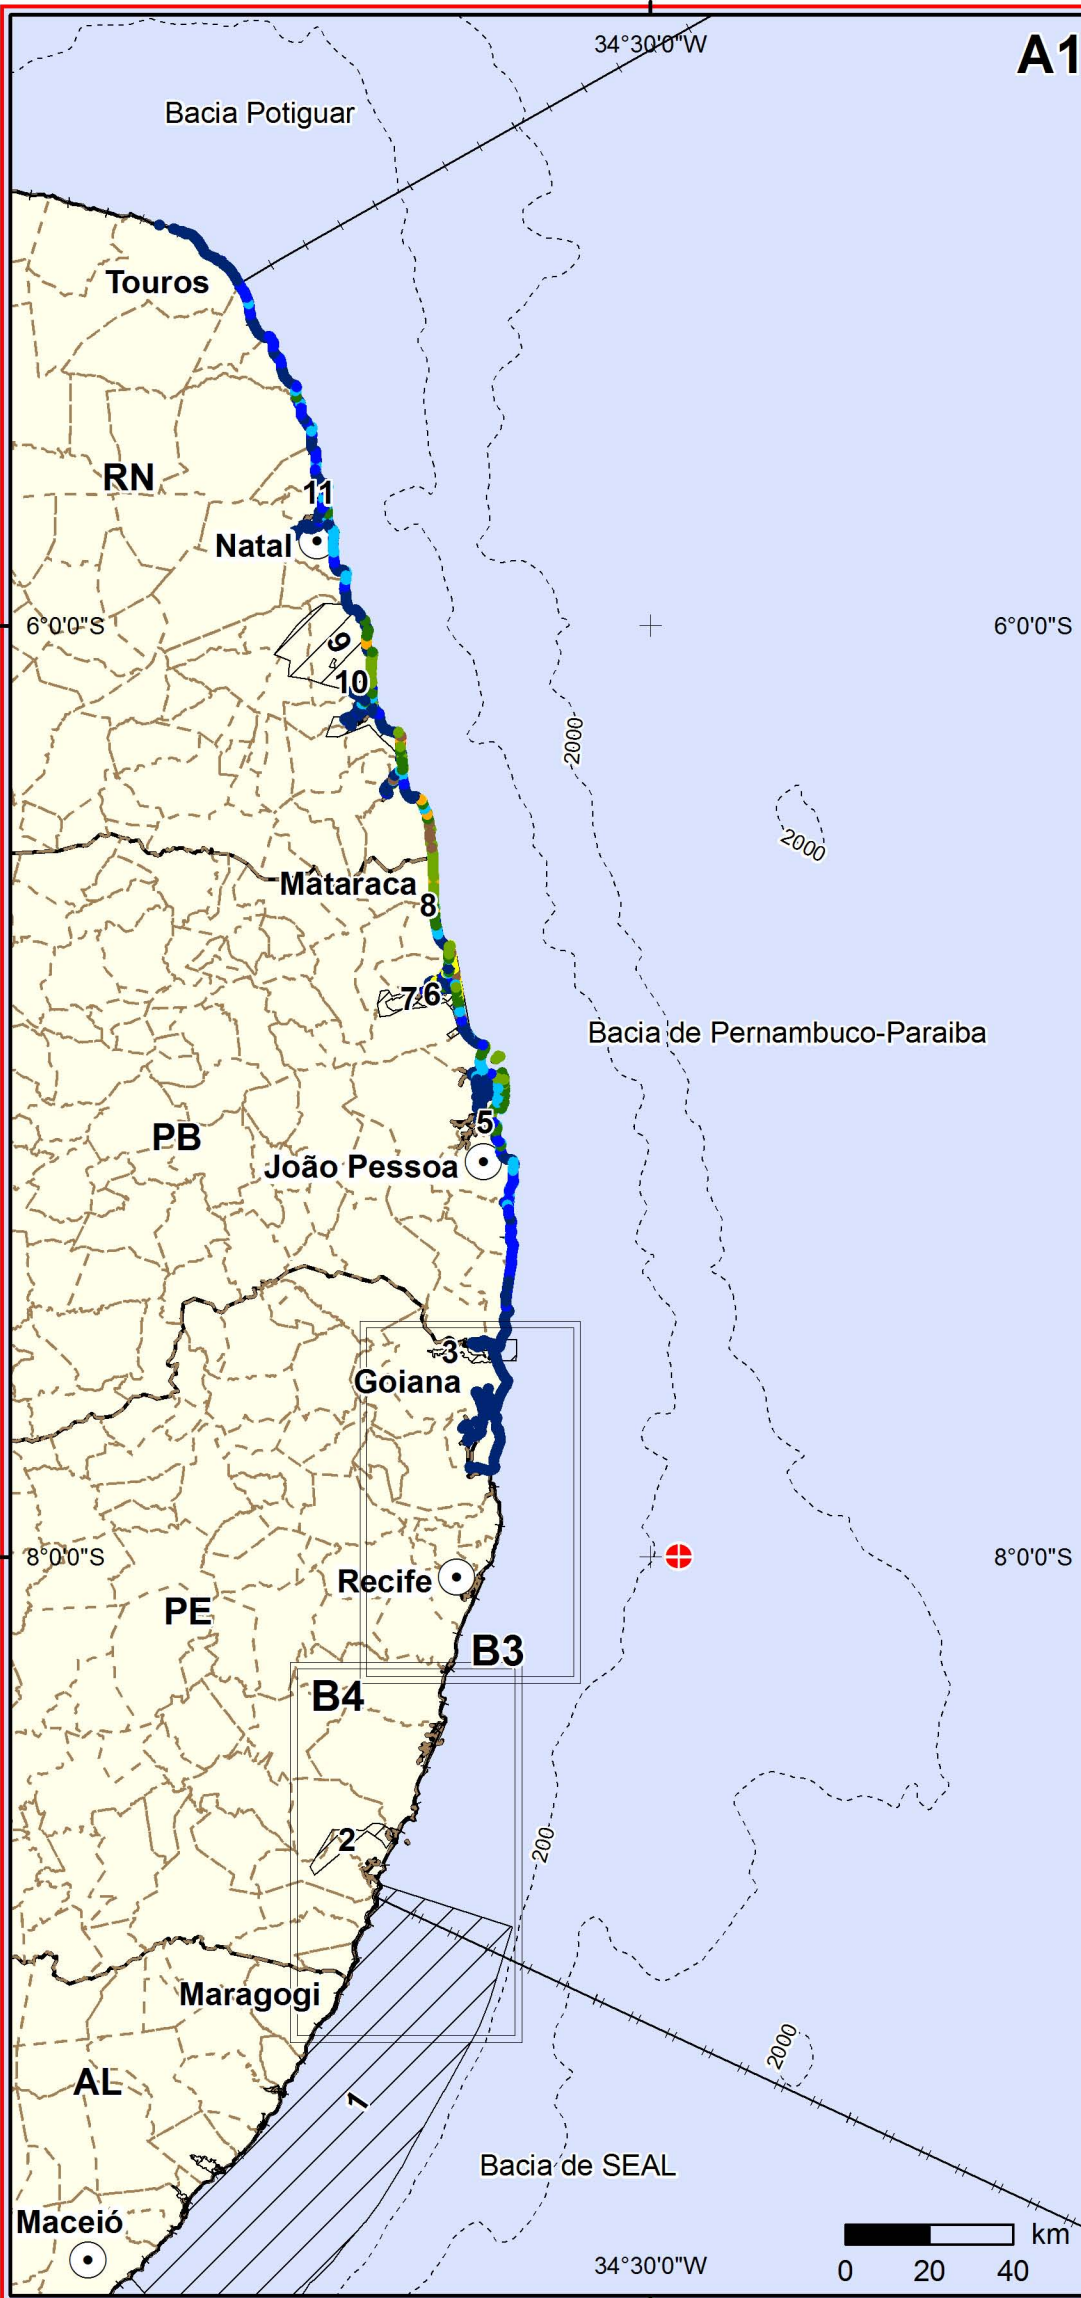 34°30'0"W
A1
Bacia Potiguar
Touros
RN
11
Natal
6°0'0"S
6°0'0"S
9
10
2000
2000
Mataraca
8
7
6
Bacia de Pernambuco-Paraiba
5
PB
João Pessoa
3
Goiana
8°0'0"S
8°0'0"S
Recife
PE
B3
B4
2
200
Maragogi
2000
AL
1
Bacia de SEAL
Maceió
34°30'0"W
km
0 20 40